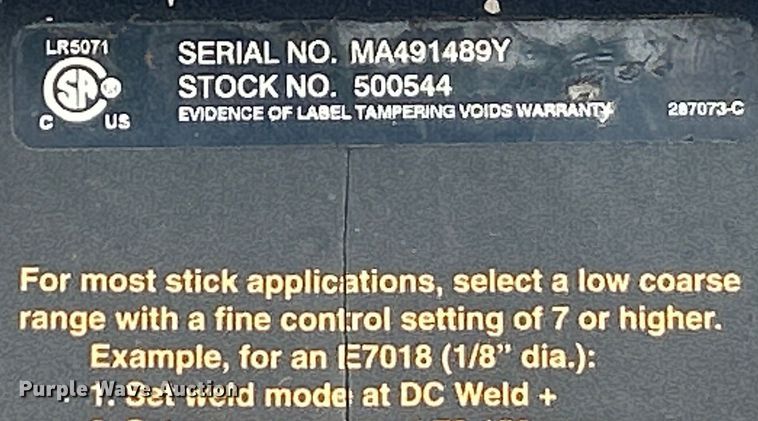 LR5071
SERIAL NO. MA491489Y
SA
STOCK NO. 500544
C US
EVIDENCE OF LABEL TAMPERING VOIDS WARRANTY
287073-C
For most stick applications, select a low coarse
range with a fine control setting of 7 or higher.
Example, for an E7018 (1/8” dia.):
1. Set weld mode at DC Weld +
Purple Wave Auction